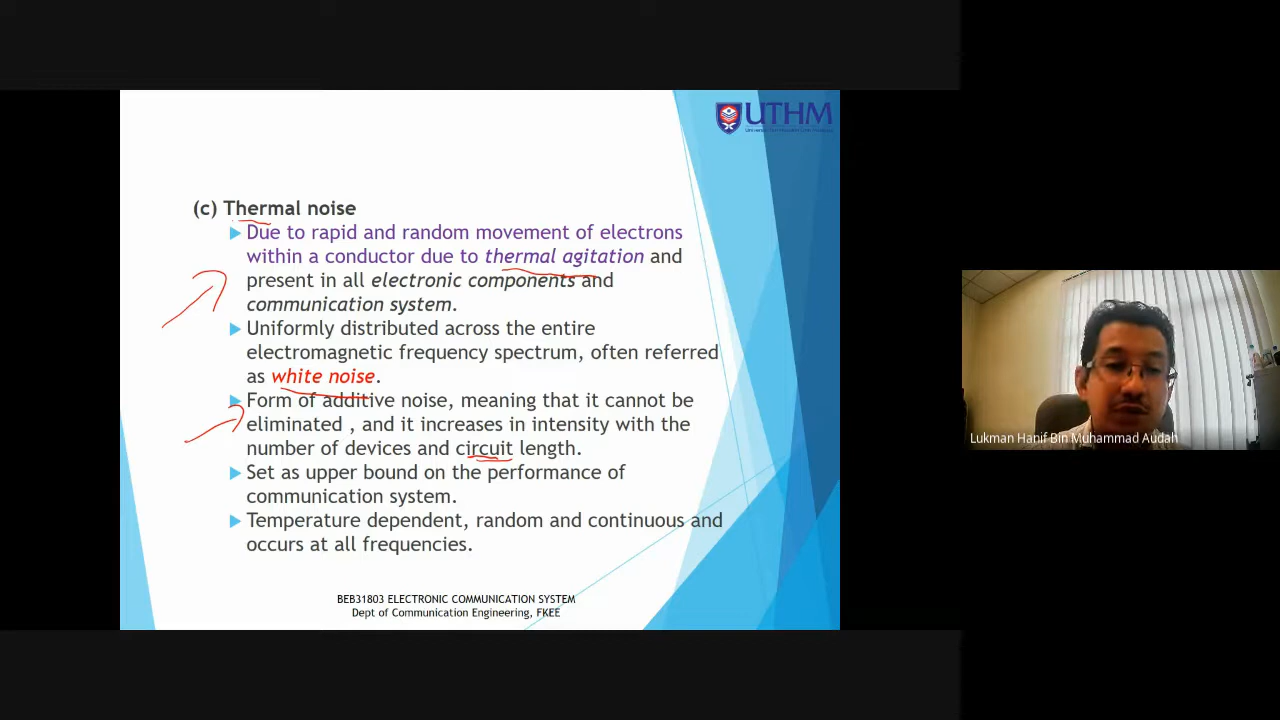 UTHM
(c) Thermal noise
Due to rapid and random movement of electrons
within a conductor due to thermal agitation and
present in all electronic components and
communication system.
Uniformly distributed across the entire
electromagnetic frequency spectrum, often referred
as white noise.
Form of additive noise, meaning that it cannot be
eliminated , and it increases in intensity with the
number of devices and circuit length.
Set as upper bound on the performance of
communication system.
Temperature dependent, random and continuous and
occurs at all frequencies.
BEB31803 ELECTRONIC COMMUNICATION SYSTEM
Dept of Communication Engineering, FKEE
Lukman Hanif Bin Muhammad Audah